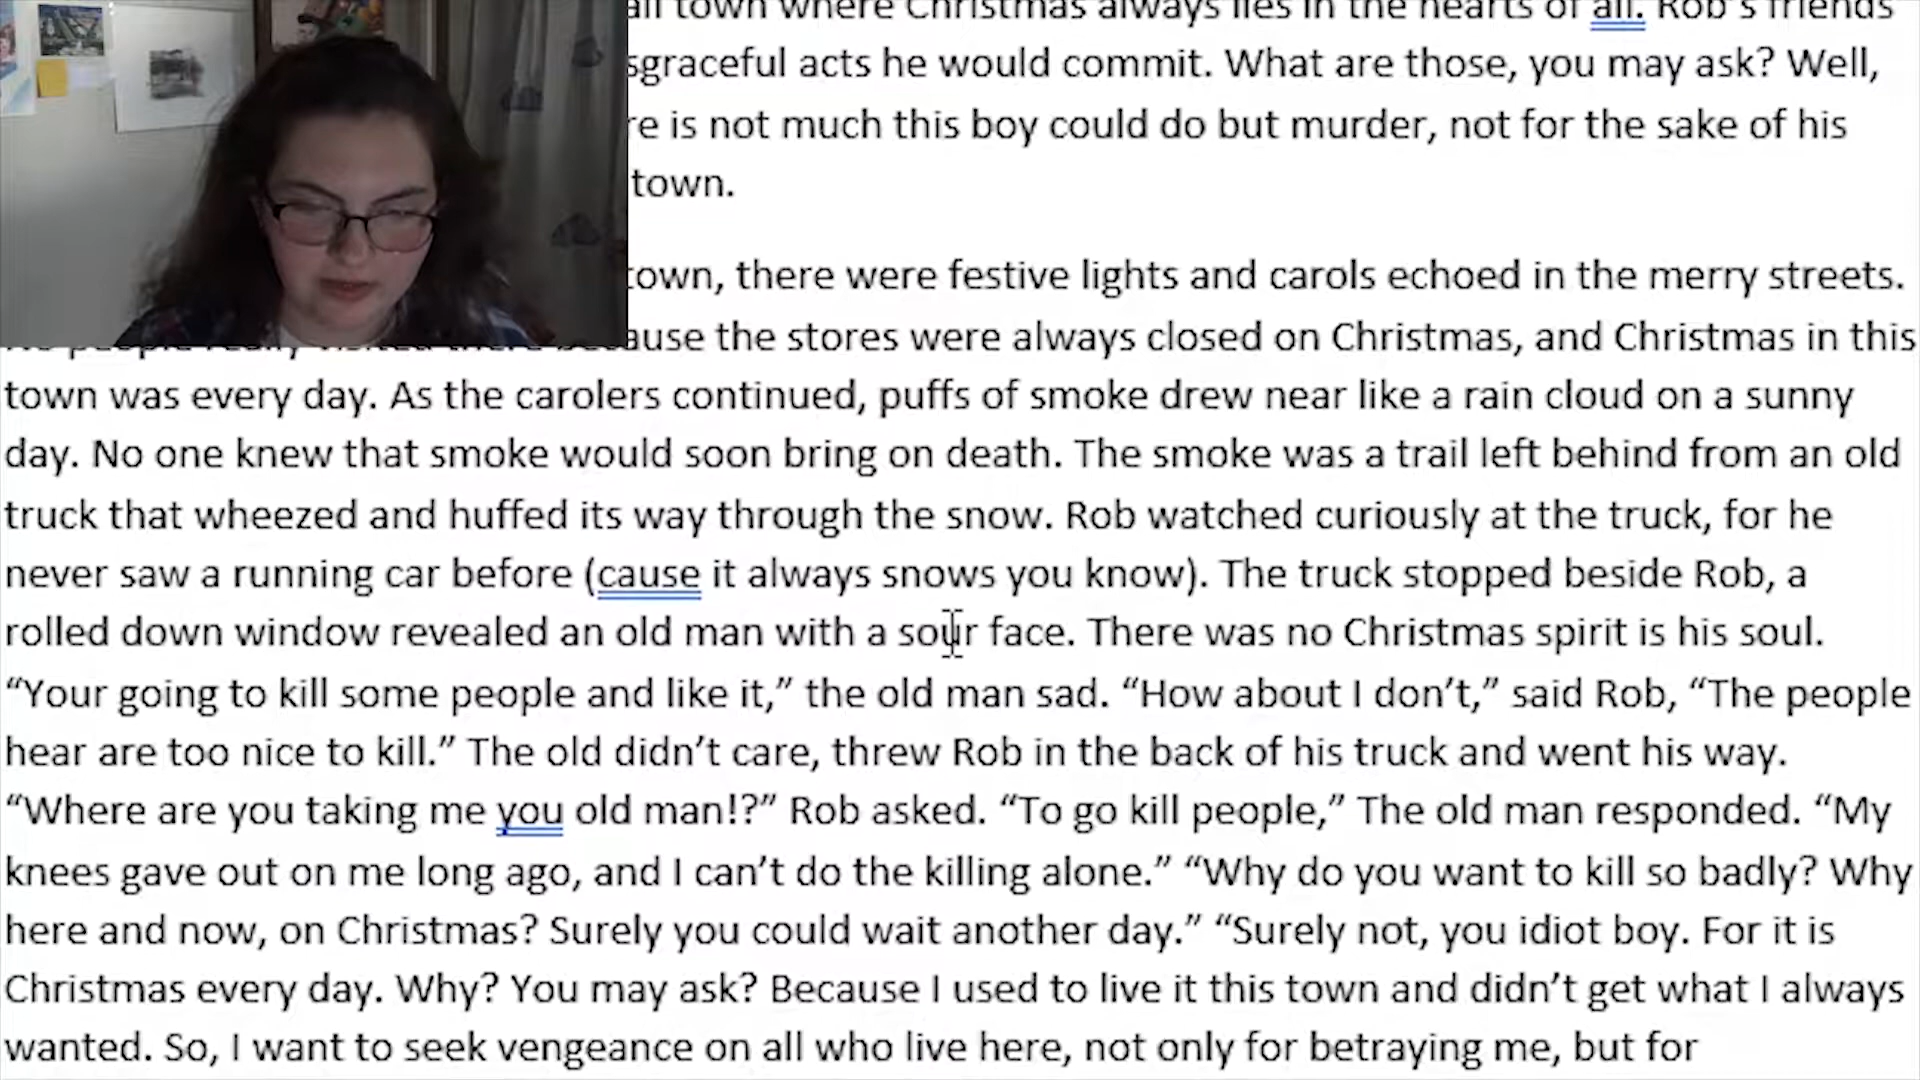 all town where Christmas always lies in the hearts of all. Rob's friends
sgraceful acts he would commit. What are those, you may ask? Well,
re is not much this boy could do but murder, not for the sake of his
town.
town, there were festive lights and carols echoed in the merry streets.
No people really visited there because the stores were always closed on Christmas, and Christmas in this
town was every day. As the carolers continued, puffs of smoke drew near like a rain cloud on a sunny
day. No one knew that smoke would soon bring on death. The smoke was a trail left behind from an old
truck that wheezed and huffed its way through the snow. Rob watched curiously at the truck, for he
never saw a running car before (cause it always snows you know). The truck stopped beside Rob, a
rolled down window revealed an old man with a sour face. There was no Christmas spirit is his soul.
“Your going to kill some people and like it,” the old man sad. “How about I don’t,” said Rob, “The people
hear are too nice to kill.” The old didn’t care, threw Rob in the back of his truck and went his way.
“Where are you taking me you old man!?” Rob asked. “To go kill people,” The old man responded. “My
knees gave out on me long ago, and I can’t do the killing alone.” “Why do you want to kill so badly? Why
here and now, on Christmas? Surely you could wait another day.” “Surely not, you idiot boy. For it is
Christmas every day. Why? You may ask? Because I used to live it this town and didn’t get what I always
wanted. So, I want to seek vengeance on all who live here, not only for betraying me, but for